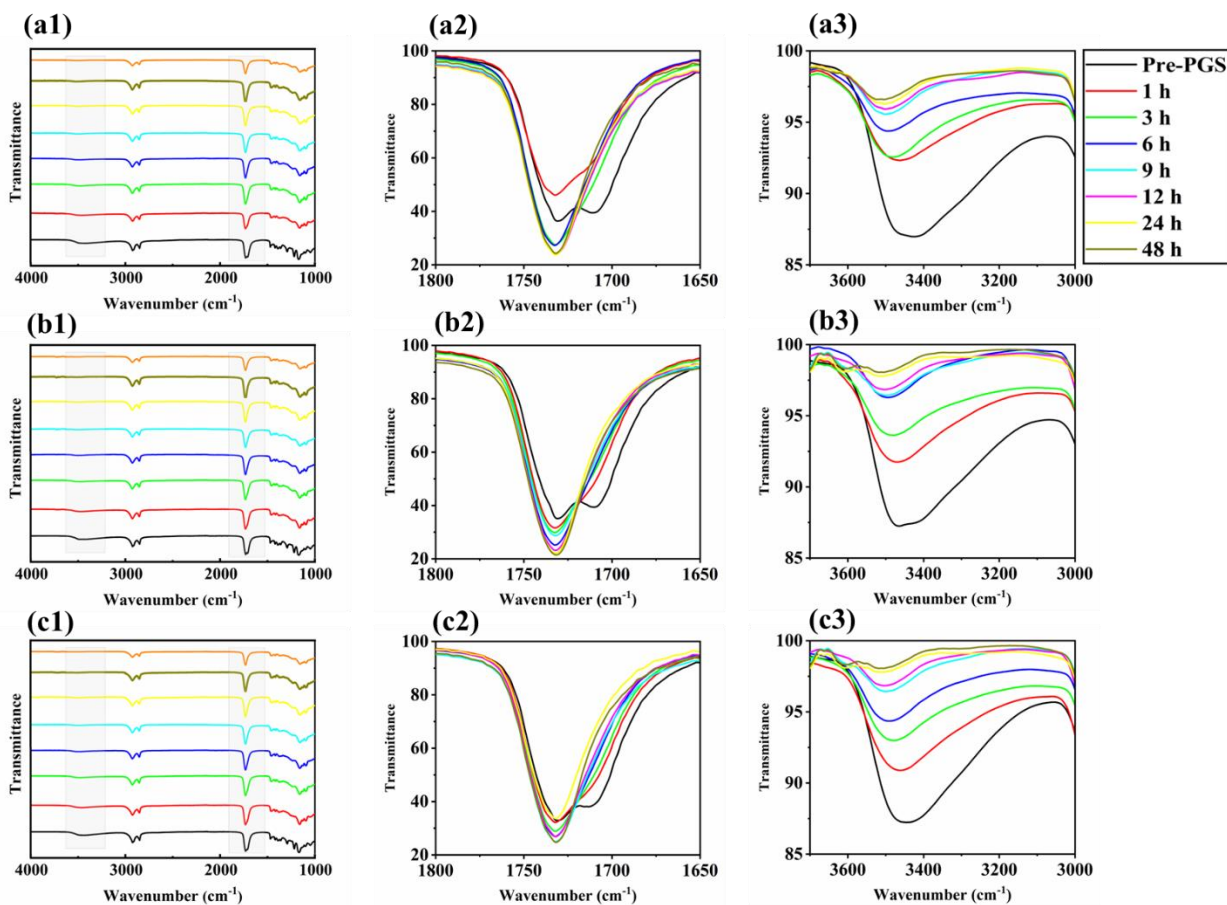 (a1)
Transmittance
4000 3000 2000 1000
Wavenumber (cm-1)
(a2)
Transmittance
100
80
60
40
20
1800 1750 1700 1650
Wavenumber (cm-1)
(a3)
Transmittance
100
95
90
85
3600 3400 3200 3000
Wavenumber (cm-1)
Pre-PGS
1 h
3 h
6 h
9 h
12 h
24 h
48 h
(b1)
Transmittance
4000 3000 2000 1000
Wavenumber (cm-1)
(b2)
Transmittance
100
80
60
40
20
1800 1750 1700 1650
Wavenumber (cm-1)
(b3)
Transmittance
100
95
90
85
3600 3400 3200 3000
Wavenumber (cm-1)
(c1)
Transmittance
4000 3000 2000 1000
Wavenumber (cm-1)
(c2)
Transmittance
100
80
60
40
20
1800 1750 1700 1650
Wavenumber (cm-1)
(c3)
Transmittance
100
95
90
85
3600 3400 3200 3000
Wavenumber (cm-1)